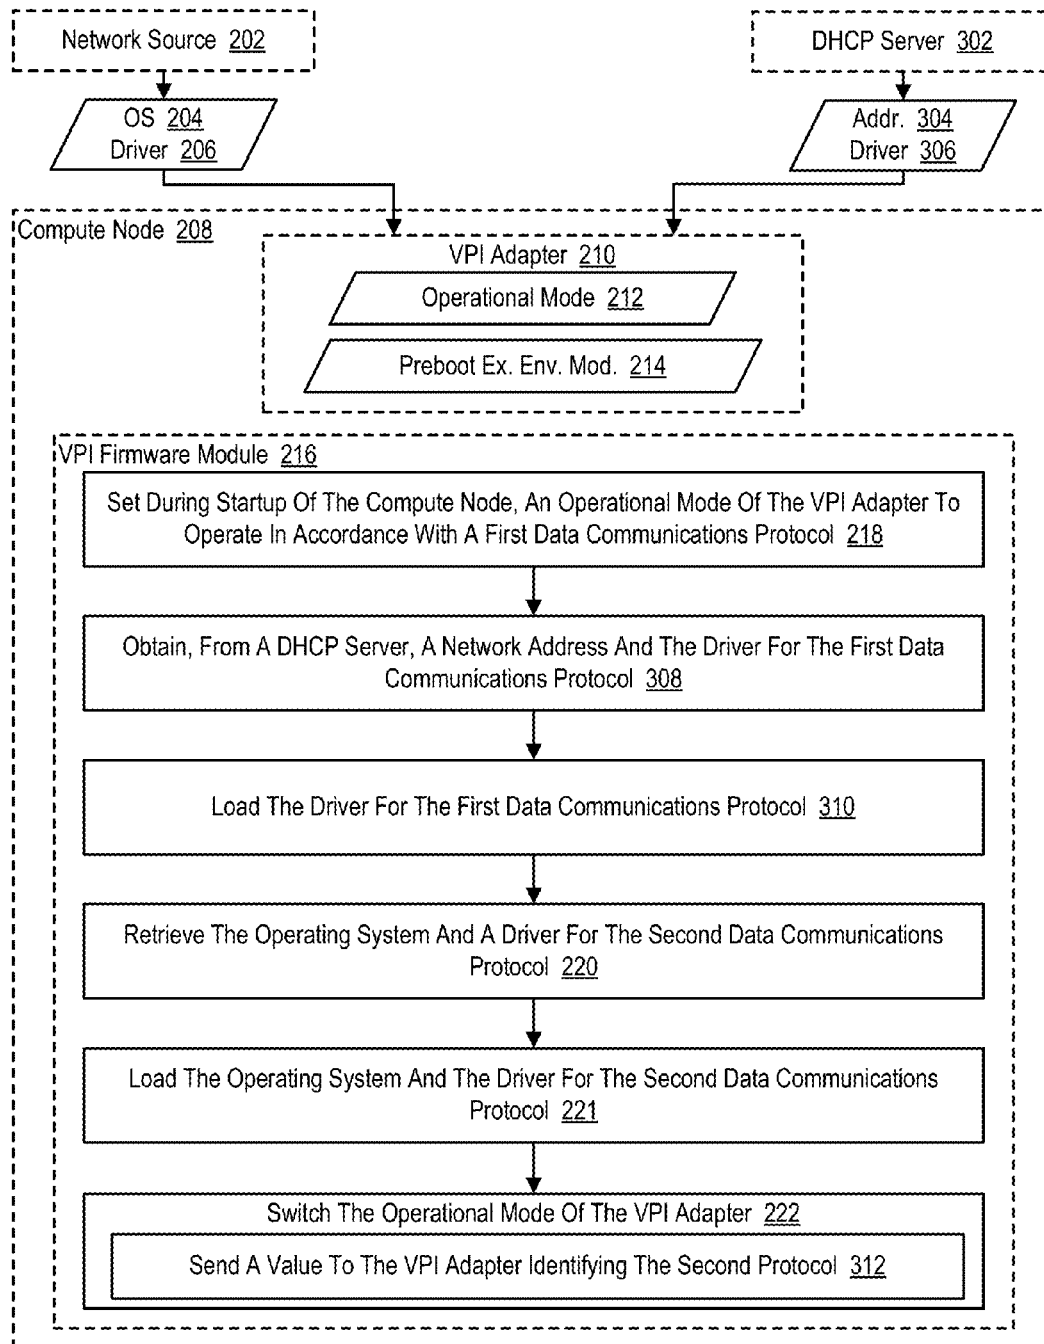 Network Source 202
DHCP Server 302
OS 204
Driver 206
Addr. 304
Driver 306
Compute Node 208
VPI Adapter 210
Operational Mode 212
Preboot Ex. Env. Mod. 214
VPI Firmware Module 216
Set During Startup Of The Compute Node, An Operational Mode Of The VPI Adapter To
Operate In Accordance With A First Data Communications Protocol 218
Obtain, From A DHCP Server, A Network Address And The Driver For The First Data
Communications Protocol 308
Load The Driver For The First Data Communications Protocol 310
Retrieve The Operating System And A Driver For The Second Data Communications
Protocol 220
Load The Operating System And The Driver For The Second Data Communications
Protocol 221
Switch The Operational Mode Of The VPI Adapter 222
Send A Value To The VPI Adapter Identifying The Second Protocol 312